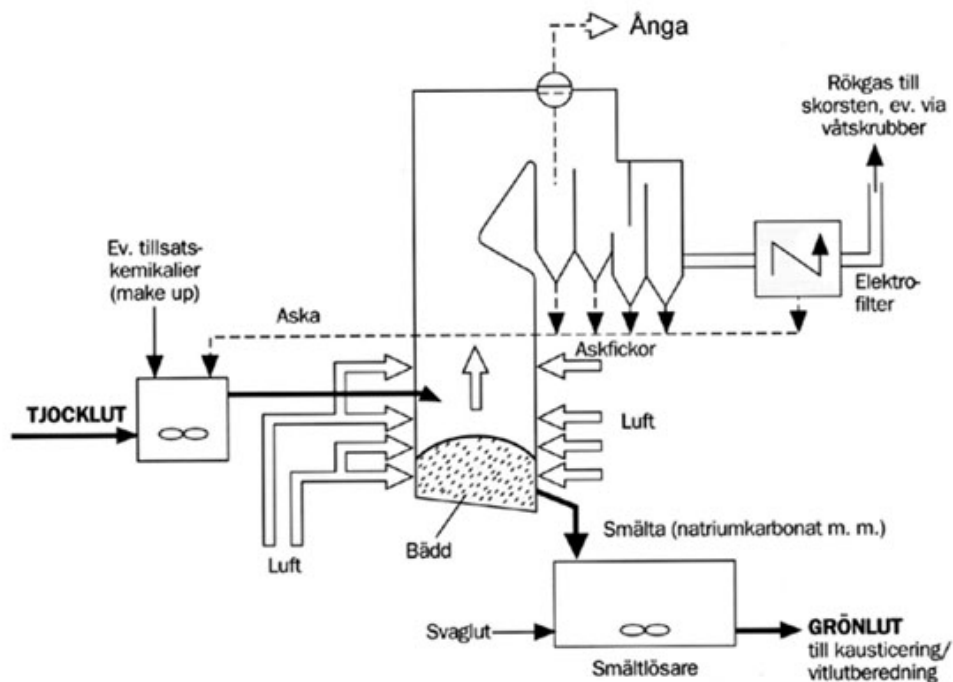 Ånga
Rökgas till
skorsten, ev. via
våtskrubber
Ev. tillsats-
kemikalier
(make up)
Elektro-
filter
Aska
Askfickor
TJOCKLUT
Luft
Luft
Bädd
Smälta (natriumkarbonat m. m.)
Svaglut
GRÖNLUT
till kausticering/
vitlutberedning
Smältlösare